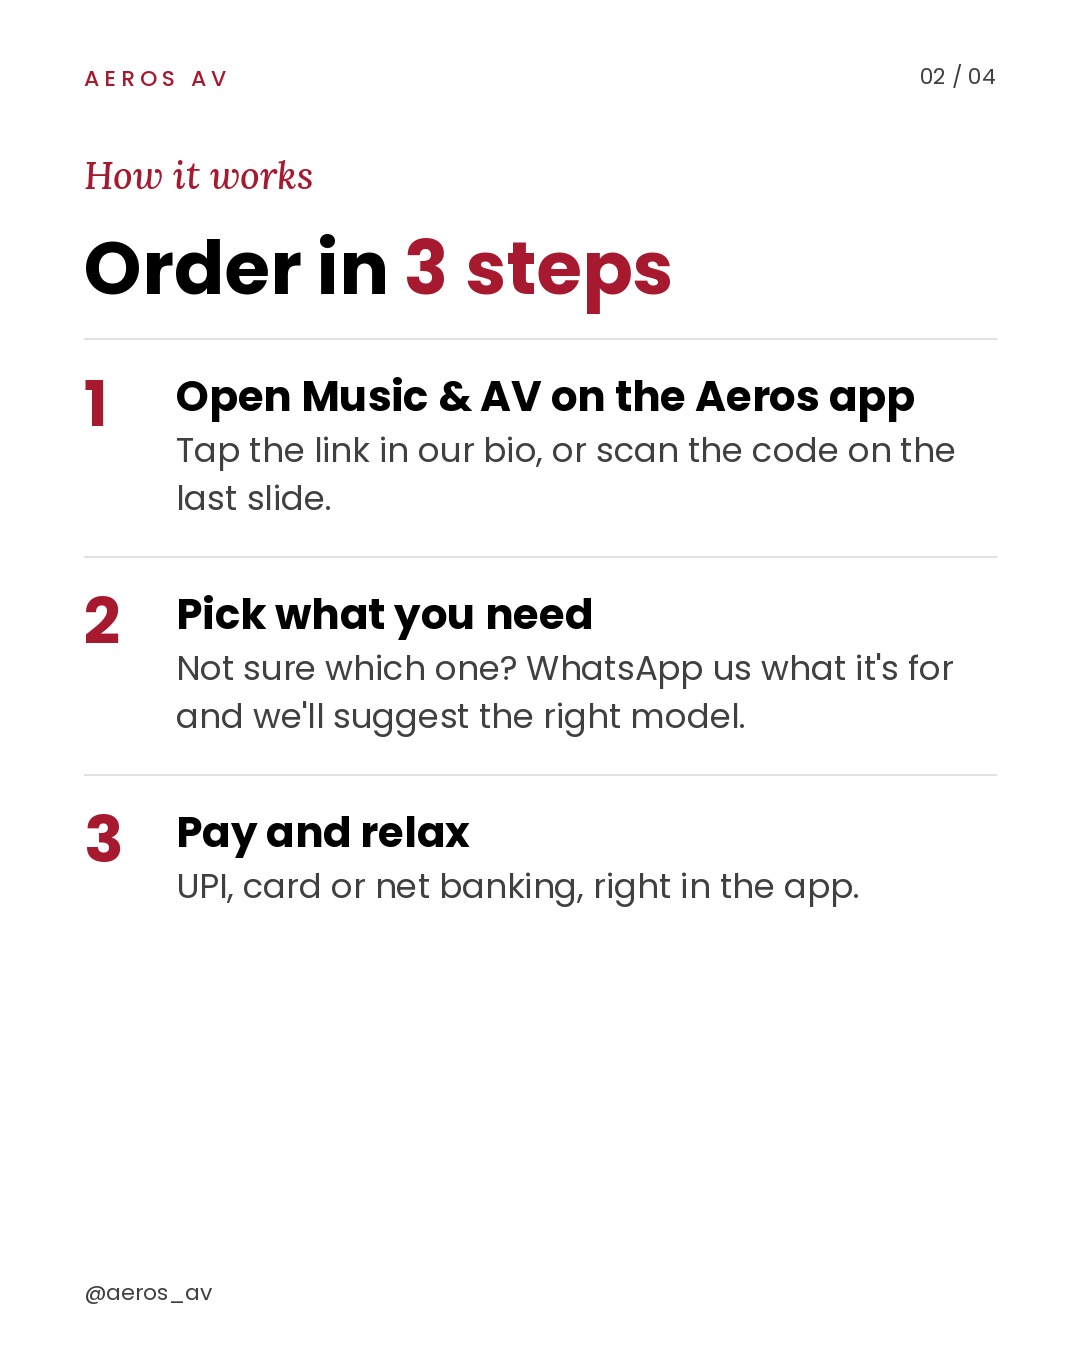 AEROS AV
02 / 04
How it works
Order in 3 steps
1
Open Music & AV on the Aeros app
Tap the link in our bio, or scan the code on the
last slide.
2
Pick what you need
Not sure which one? WhatsApp us what it's for
and we'll suggest the right model.
3
Pay and relax
UPI, card or net banking, right in the app.
@aeros_av